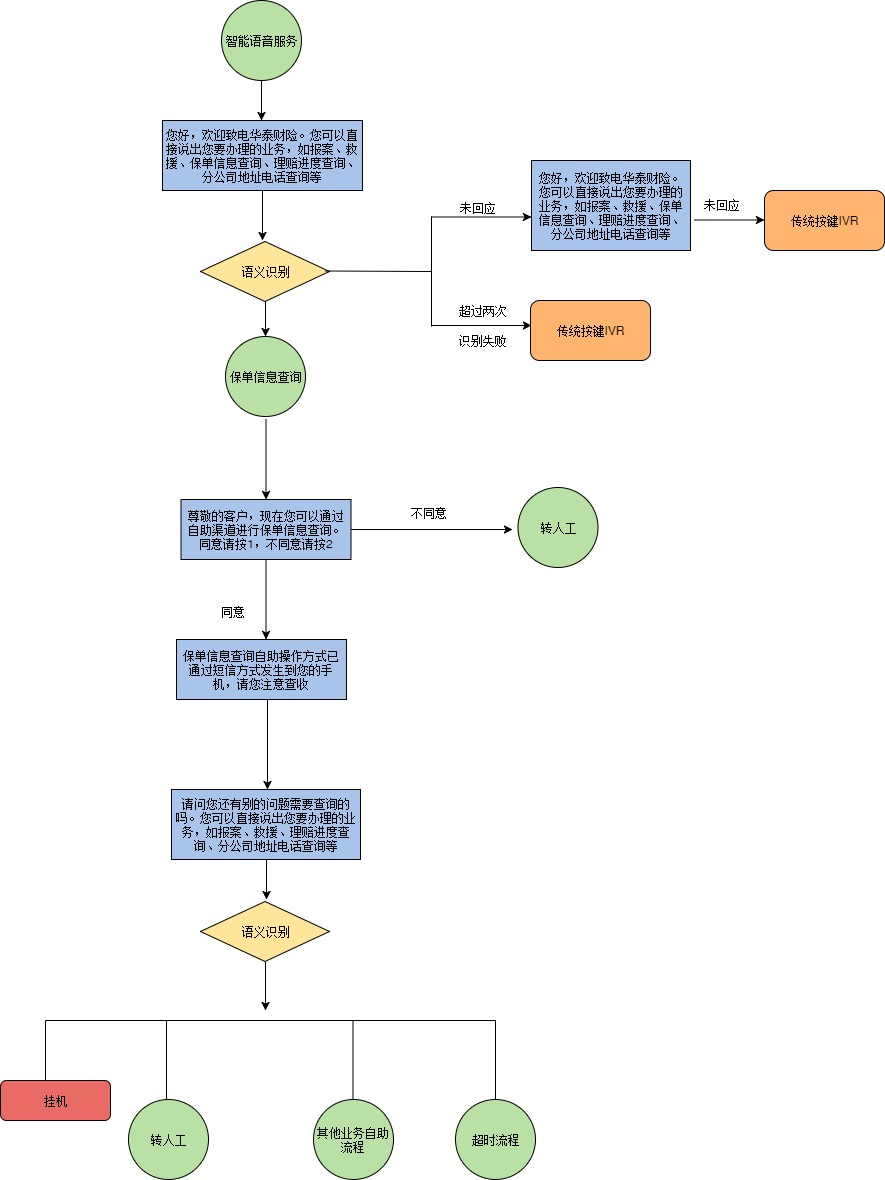 智能语音服务
您好，欢迎致电华泰财险。您可以直
接说出您要办理的业务，如报案、救
援、保单信息查询、理赔进度查询、
分公司地址电话查询等
未回应
您好，欢迎致电华泰财险。
您可以直接说出您要办理的
业务，如报案、救援、保单
信息查询、理赔进度查询、
分公司地址电话查询等
未回应
传统按键IVR
语义识别
超过两次
识别失败
传统按键IVR
保单信息查询
尊敬的客户，现在您可以通过
自助渠道进行保单信息查询。
同意请按1，不同意请按2
不同意
转人工
同意
保单信息查询自助操作方式已
通过短信方式发生到您的手
机，请您注意查收
请问您还有别的问题需要查询的
吗。您可以直接说出您要办理的业
务，如报案、救援、理赔进度查
询、分公司地址电话查询等
语义识别
挂机
转人工
其他业务自助
流程
超时流程